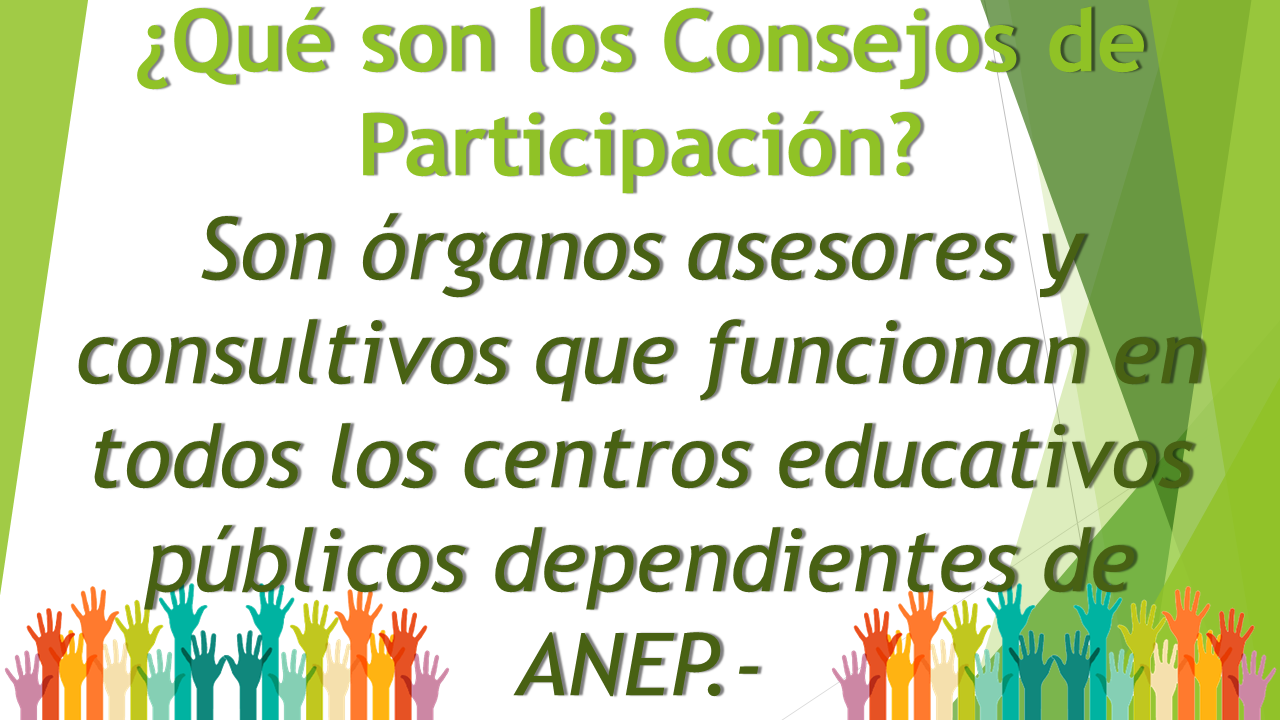 ¿Qué son los Consejos de
Participación?
Son órganos asesores y
consultivos que funcionan en
todos los centros educativos
públicos dependientes de
ANEP.-